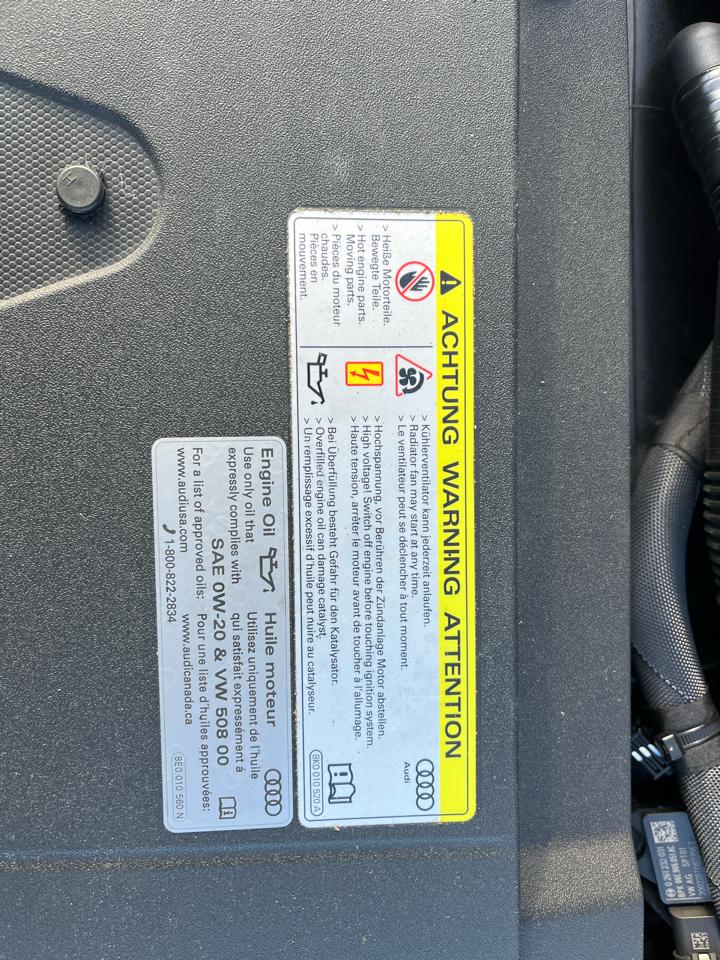 ACHTUNG WARNING ATTENTION
> Heiße Motorteile.
Bewegte Teile.
> Hot engine parts.
Moving parts.
> Pièces du moteur
chaudes.
Pièces en
mouvement.
> Kühlerventilator kann jederzeit anlaufen.
> Radiator fan may start at any time.
> Le ventilateur peut se déclencher à tout moment.
> Hochspannung, vor Berühren der Zündanlage Motor abstellen.
> High voltage! Switch off engine before touching ignition system.
> Haute tension, arrêter le moteur avant de toucher à l'allumage.
> Bei Überfüllung besteht Gefahr für den Katalysator.
> Overfilled engine oil can damage catalyst.
> Un remplissage excessif d'huile peut nuire au catalyseur.
Audi
8K0 010 520 A
Engine Oil
Use only oil that
expressly complies with
Huile moteur
Utilisez uniquement de l'huile
qui satisfait expressément à
SAE 0W-20 & VW 508 00
For a list of approved oils:
www.audiusa.com
1-800-822-2834
Pour une liste d'huiles approuvées:
www.audicanada.ca
8E0 010 560 N
0 261 232 031
VW AG
SP101